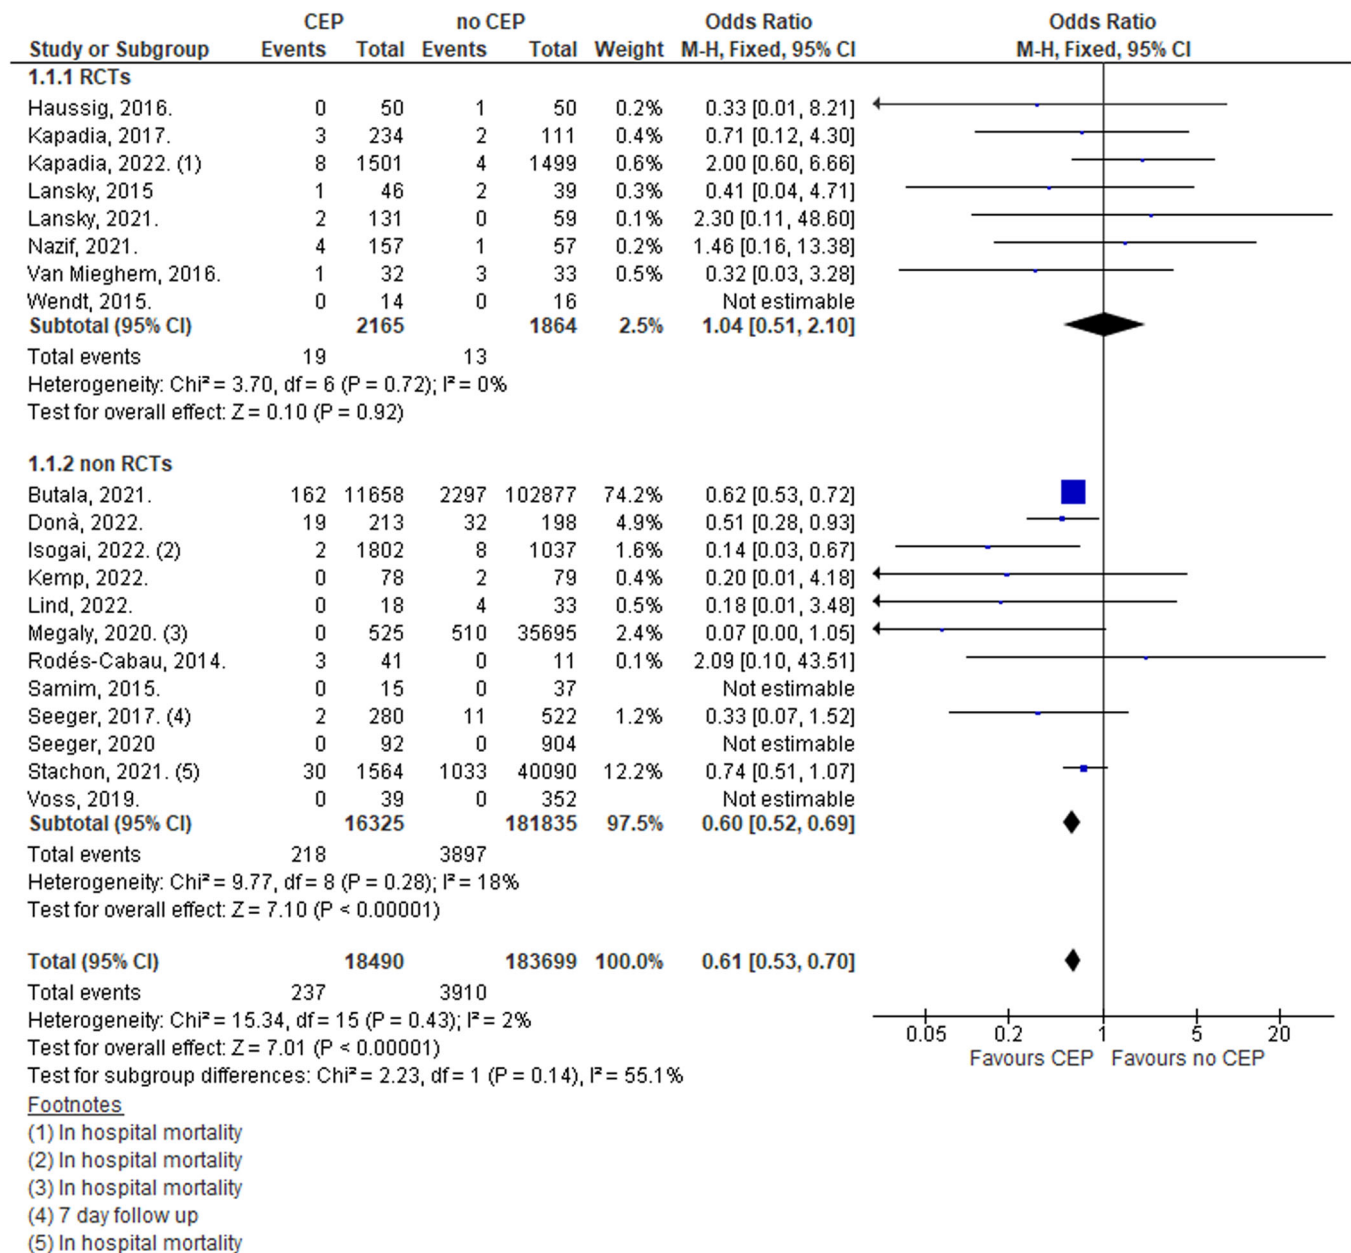 CEP no CEP Odds Ratio Odds Ratio
Study or Subgroup Events Total Events Total Weight M-H, Fixed, 95% CI M-H, Fixed, 95% CI
1.1.1 RCTs
Haussig, 2016. 0 50 1 50 0.2% 0.33 [0.01, 8.21]
Kapadia, 2017. 3 234 2 111 0.4% 0.71 [0.12, 4.30]
Kapadia, 2022. (1) 8 1501 4 1499 0.6% 2.00 [0.60, 6.66]
Lansky, 2015 1 46 2 39 0.3% 0.41 [0.04, 4.71]
Lansky, 2021. 2 131 0 59 0.1% 2.30 [0.11, 48.60]
Nazif, 2021. 4 157 1 57 0.2% 1.46 [0.16, 13.38]
Van Mieghem, 2016. 1 32 3 33 0.5% 0.32 [0.03, 3.28]
Wendt, 2015. 0 14 0 16 Not estimable
Subtotal (95% CI) 2165 1864 2.5% 1.04 [0.51, 2.10]
Total events 19 13
Heterogeneity: Chi² = 3.70, df = 6 (P = 0.72); I² = 0%
Test for overall effect: Z = 0.10 (P = 0.92)
1.1.2 non RCTs
Butala, 2021. 162 11658 2297 102877 74.2% 0.62 [0.53, 0.72]
Donà, 2022. 19 213 32 198 4.9% 0.51 [0.28, 0.93]
Isogai, 2022. (2) 2 1802 8 1037 1.6% 0.14 [0.03, 0.67]
Kemp, 2022. 0 78 2 79 0.4% 0.20 [0.01, 4.18]
Lind, 2022. 0 18 4 33 0.5% 0.18 [0.01, 3.48]
Megaly, 2020. (3) 0 525 510 35695 2.4% 0.07 [0.00, 1.05]
Rodés-Cabau, 2014. 3 41 0 11 0.1% 2.09 [0.10, 43.51]
Samim, 2015. 0 15 0 37 Not estimable
Seeger, 2017. (4) 2 280 11 522 1.2% 0.33 [0.07, 1.52]
Seeger, 2020 0 92 0 904 Not estimable
Stachon, 2021. (5) 30 1564 1033 40090 12.2% 0.74 [0.51, 1.07]
Voss, 2019. 0 39 0 352 Not estimable
Subtotal (95% CI) 16325 181835 97.5% 0.60 [0.52, 0.69]
Total events 218 3897
Heterogeneity: Chi² = 9.77, df = 8 (P = 0.28); I² = 18%
Test for overall effect: Z = 7.10 (P < 0.00001)
Total (95% CI) 18490 183699 100.0% 0.61 [0.53, 0.70]
Total events 237 3910
Heterogeneity: Chi² = 15.34, df = 15 (P = 0.43); I² = 2%
Test for overall effect: Z = 7.01 (P < 0.00001)
Test for subgroup differences: Chi² = 2.23, df = 1 (P = 0.14), I² = 55.1%
0.05 0.2 1 5 20
Favours CEP Favours no CEP
Footnotes
(1) In hospital mortality
(2) In hospital mortality
(3) In hospital mortality
(4) 7 day follow up
(5) In hospital mortality